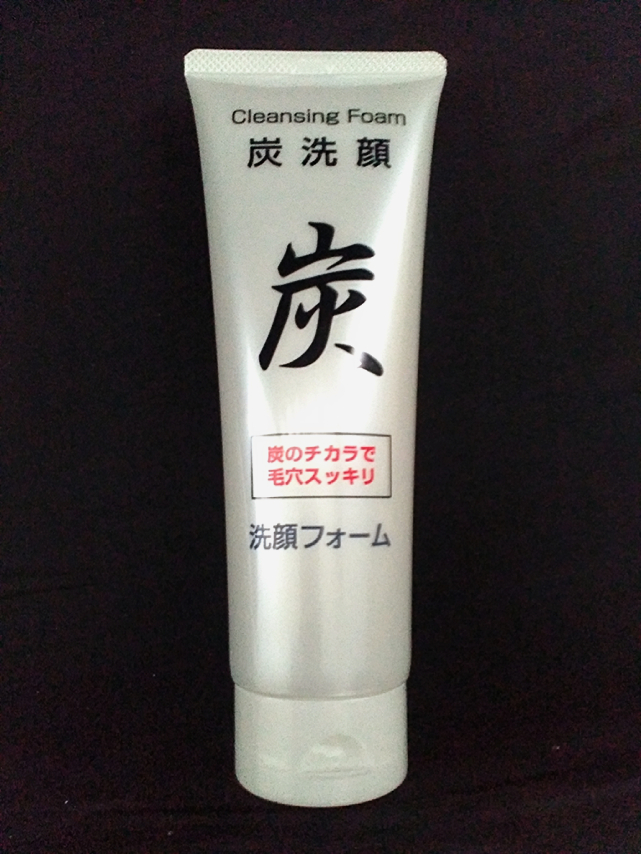 Cleansing Foam
炭洗顔
炭
炭のチカラで
毛穴スッキリ
洗顔フォーム